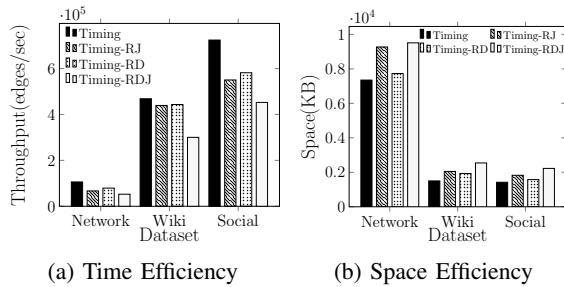 ·10^5
Throughput(edges/sec)
6
4
2
0
Timing
Timing-RJ
Timing-RD
Timing-RDJ
Network Wiki Social
Dataset
(a) Time Efficiency
·10^4
Space(KB)
1
0.8
0.6
0.4
0.2
0
Timing Timing-RJ
Timing-RD Timing-RDJ
Network Wiki Social
Dataset
(b) Space Efficiency